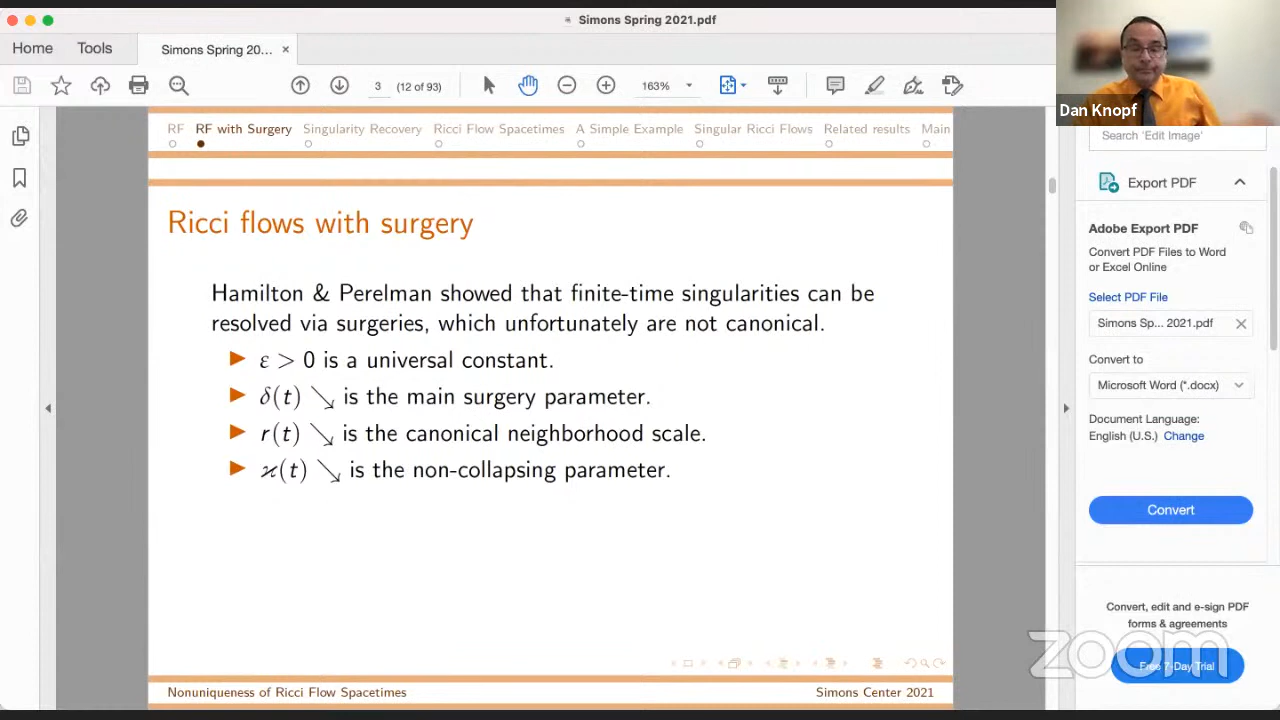 Simons Spring 2021.pdf
Home Tools Simons Spring 20... ×
3 (12 of 93) 163%
Dan Knopf
Search 'Edit Image'
RF RF with Surgery Singularity Recovery Ricci Flow Spacetimes A Simple Example Singular Ricci Flows Related results Main
Ricci flows with surgery
Hamilton & Perelman showed that finite-time singularities can be
resolved via surgeries, which unfortunately are not canonical.
▶ ε > 0 is a universal constant.
▶ δ(t) ↘ is the main surgery parameter.
▶ r(t) ↘ is the canonical neighborhood scale.
▶ ϰ(t) ↘ is the non-collapsing parameter.
Nonuniqueness of Ricci Flow Spacetimes Simons Center 2021
Export PDF
Adobe Export PDF
Convert PDF Files to Word
or Excel Online
Select PDF File
Simons Sp... 2021.pdf
Convert to
Microsoft Word (*.docx)
Document Language:
English (U.S.) Change
Convert
Convert, edit and e-sign PDF
forms & agreements
Free 7-Day Trial
zoom